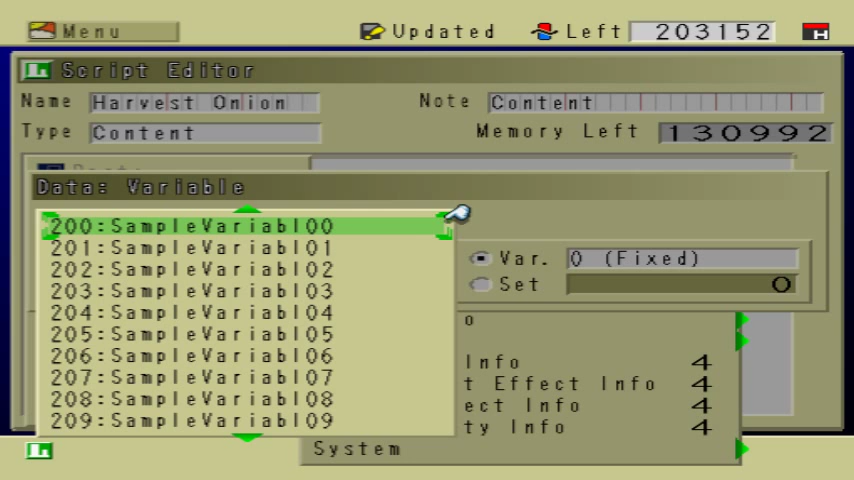 Menu Updated Left 203152
Script Editor
Name Harvest Onion Note Content
Type Content Memory Left 130992
Data: Variable
200:SampleVariabl00
201:SampleVariabl01
202:SampleVariabl02
203:SampleVariabl03
204:SampleVariabl04
205:SampleVariabl05
206:SampleVariabl06
207:SampleVariabl07
208:SampleVariabl08
209:SampleVariabl09
Var. 0 (Fixed)
Set 0
o
Info 4
t Effect Info 4
ect Info 4
ty Info 4
System